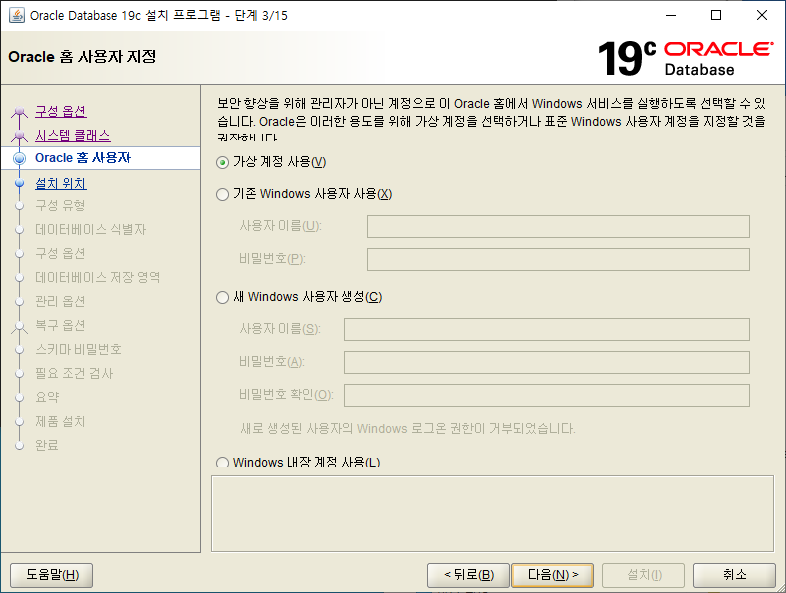 Oracle Database 19c 설치 프로그램 - 단계 3/15
Oracle 홈 사용자 지정
19c ORACLE
Database
구성 옵션
시스템 클래스
Oracle 홈 사용자
설치 위치
구성 유형
데이터베이스 식별자
구성 옵션
데이터베이스 저장 영역
관리 옵션
복구 옵션
스키마 비밀번호
필요 조건 검사
요약
제품 설치
완료
보안 향상을 위해 관리자가 아닌 계정으로 이 Oracle 홈에서 Windows 서비스를 실행하도록 선택할 수 있
습니다. Oracle은 이러한 용도를 위해 가상 계정을 선택하거나 표준 Windows 사용자 계정을 지정할 것을
권장합니다.
가상 계정 사용(V)
기존 Windows 사용자 사용(X)
사용자 이름(U):
비밀번호(P):
새 Windows 사용자 생성(C)
사용자 이름(S):
비밀번호(A):
비밀번호 확인(O):
새로 생성된 사용자의 Windows 로그온 권한이 거부되었습니다.
Windows 내장 계정 사용(L)
도움말(H)
< 뒤로(B)
다음(N) >
설치(I)
취소